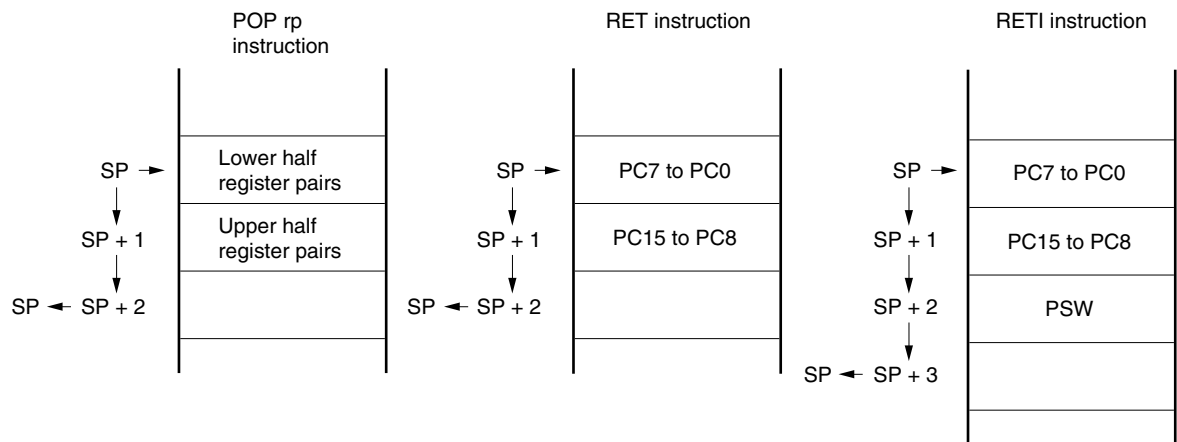 POP rp
instruction
SP
Lower half
register pairs
SP + 1
Upper half
register pairs
SP
SP + 2
RET instruction
SP
PC7 to PC0
SP + 1
PC15 to PC8
SP
SP + 2
RETI instruction
SP
PC7 to PC0
SP + 1
PC15 to PC8
SP + 2
PSW
SP
SP + 3